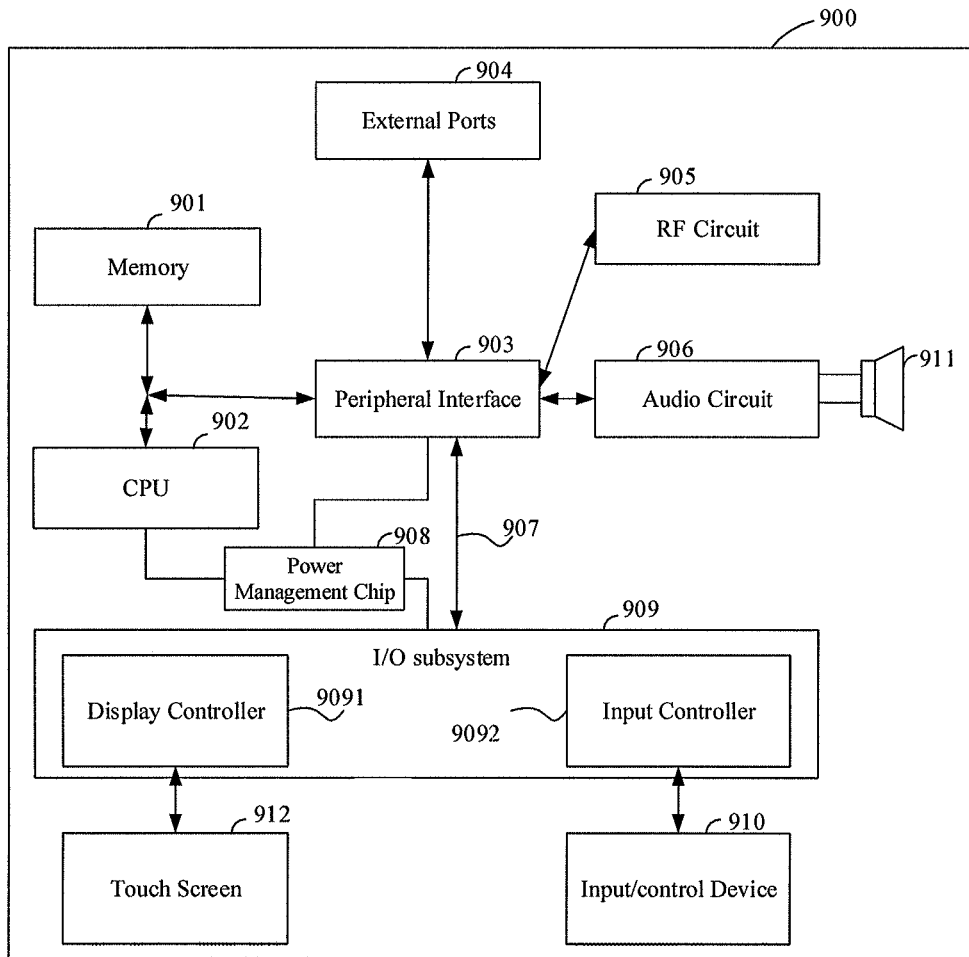 900
904
External Ports
905
RF Circuit
901
Memory
903
Peripheral Interface
906
Audio Circuit
911
902
CPU
908
Power
Management Chip
907
909
I/O subsystem
Display Controller
9091
9092
Input Controller
912
Touch Screen
910
Input/control Device